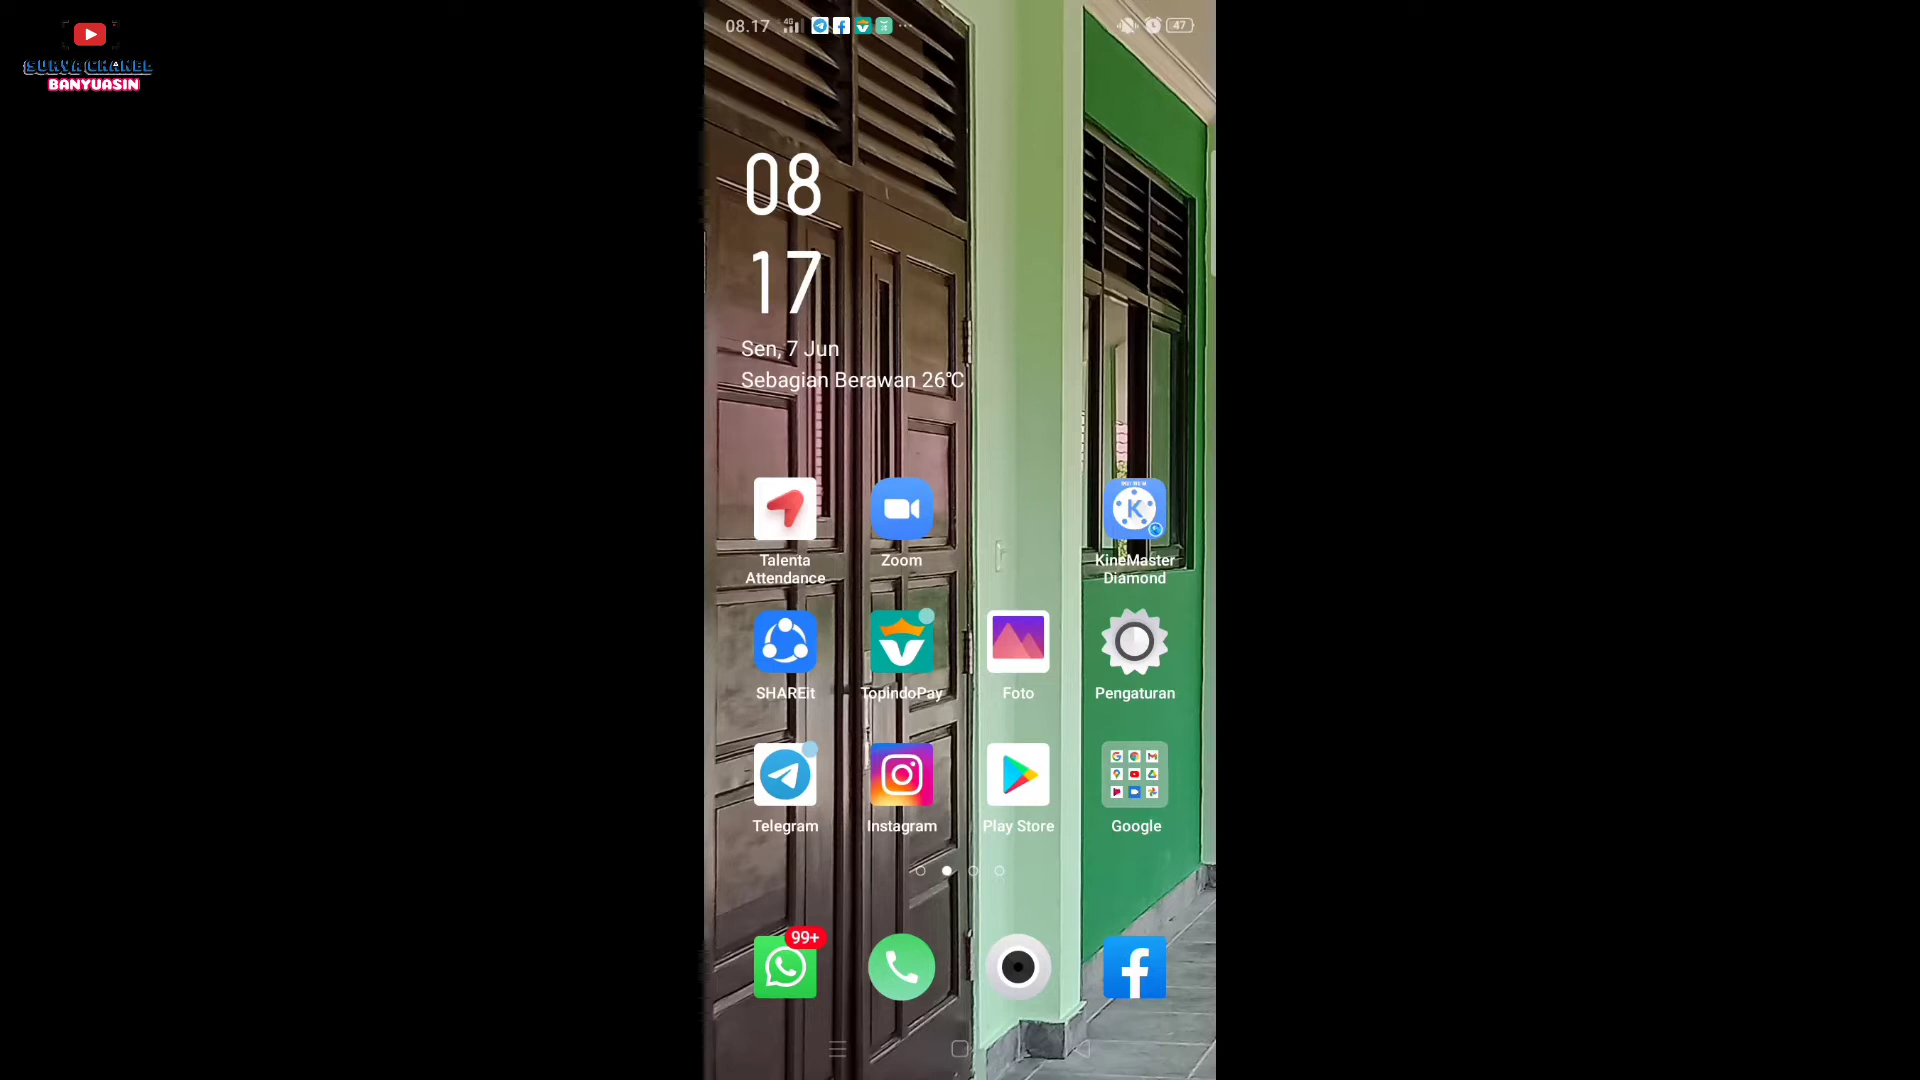 08.17
4G
47
SURYA CHANEL
BANYUASIN
08
17
Sen, 7 Jun
Sebagian Berawan 26℃
Talenta
Attendance
Zoom
KineMaster
Diamond
SHAREit
TopindoPay
Foto
Pengaturan
Telegram
Instagram
Play Store
Google
99+